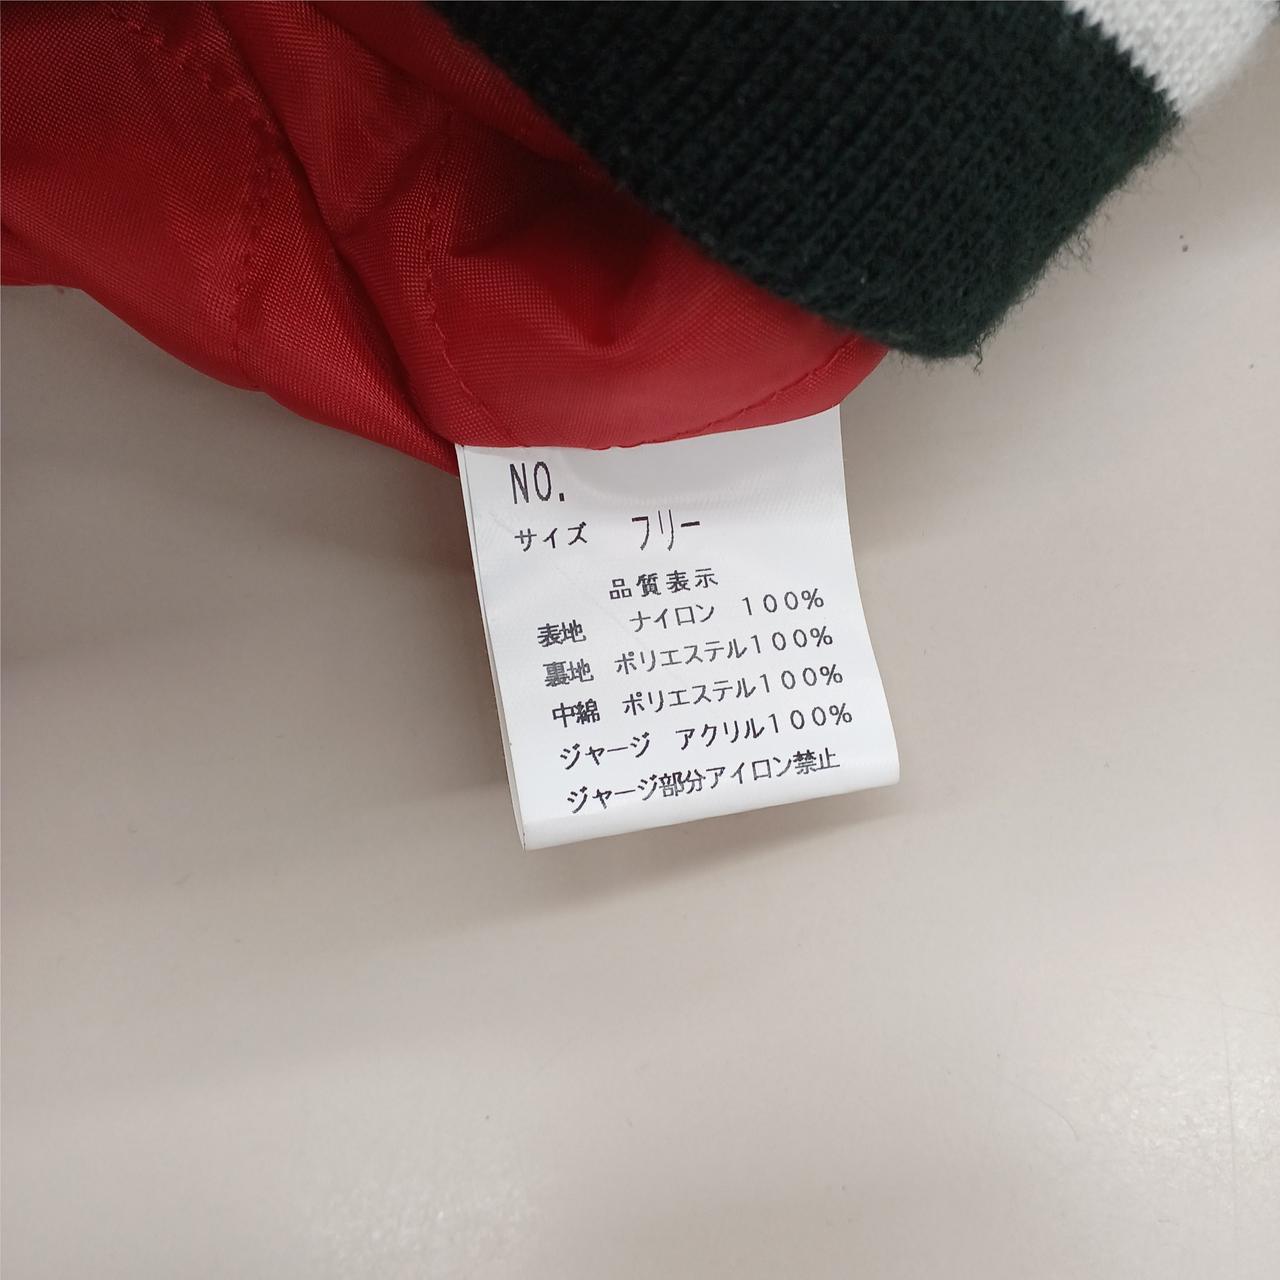 NO.
サイズ フリー
品質表示
表地 ナイロン 100%
裏地 ポリエステル100%
中綿 ポリエステル100%
ジャージ アクリル100%
ジャージ部分アイロン禁止